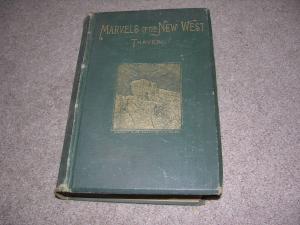 MARVELS OF THE NEW WEST
THAYER